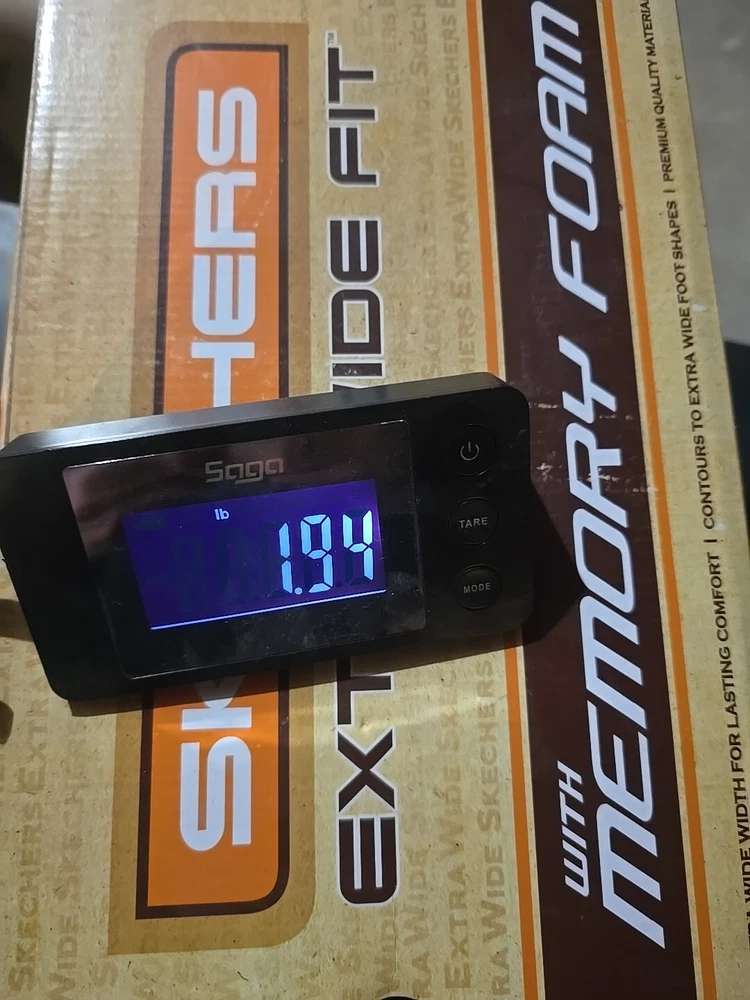 SKECHERS
EXTRA WIDE FIT™
WITH
MEMORY FOAM
WIDE WIDTH FOR LASTING COMFORT | CONTOURS TO EXTRA WIDE FOOT SHAPES | PREMIUM QUALITY MATERIA
Saga
lb
1.94
TARE
MODE